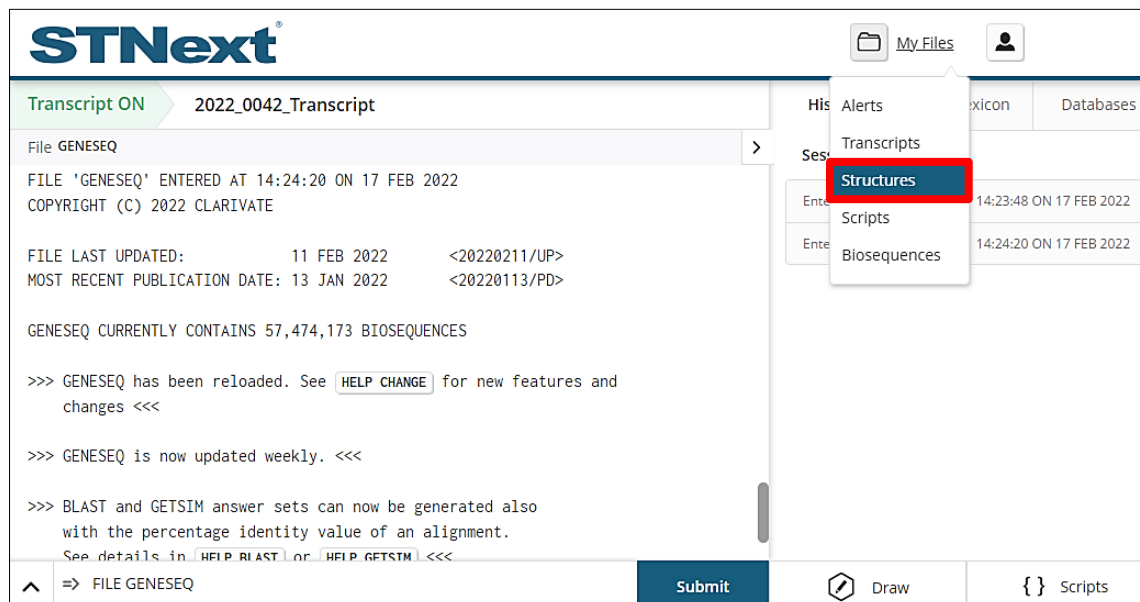 STNext®
My Files
Transcript ON 2022_0042_Transcript
His
exicon
Databases
Alerts
Transcripts
Structures
Scripts
Biosequences
File GENESEQ
Ses
FILE 'GENESEQ' ENTERED AT 14:24:20 ON 17 FEB 2022
COPYRIGHT (C) 2022 CLARIVATE
Ente 14:23:48 ON 17 FEB 2022
Ente 14:24:20 ON 17 FEB 2022
FILE LAST UPDATED: 11 FEB 2022 <20220211/UP>
MOST RECENT PUBLICATION DATE: 13 JAN 2022 <20220113/PD>
GENESEQ CURRENTLY CONTAINS 57,474,173 BIOSEQUENCES
>>> GENESEQ has been reloaded. See HELP CHANGE for new features and
changes <<<
>>> GENESEQ is now updated weekly. <<<
>>> BLAST and GETSIM answer sets can now be generated also
with the percentage identity value of an alignment.
See details in HELP BLAST or HELP GETSIM <<<
=> FILE GENESEQ
Submit
Draw
{ } Scripts